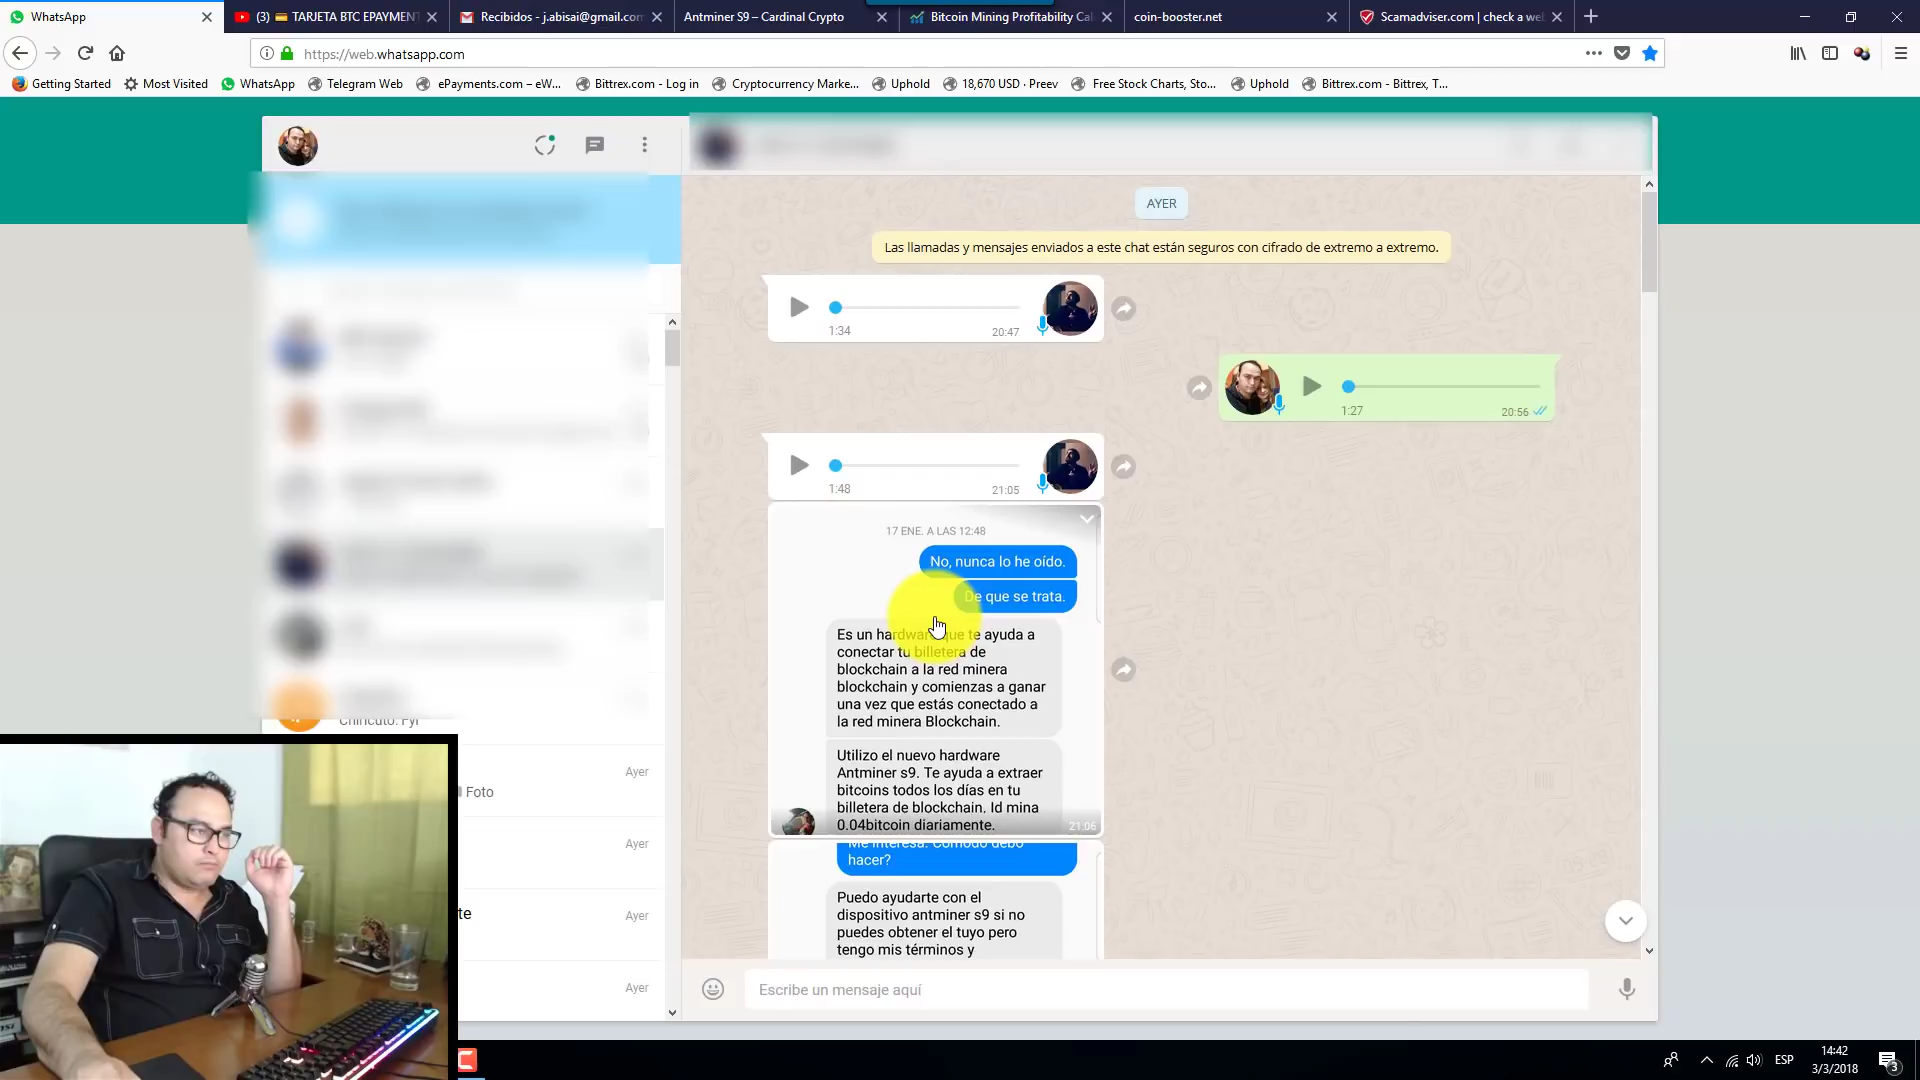 WhatsApp
(3) 💳 TARJETA BTC EPAYMEN
Recibidos - j.abisai@gmail.com
Antminer S9 – Cardinal Crypto
Bitcoin Mining Profitability Cal
coin-booster.net
Scamadviser.com | check a we
https://web.whatsapp.com
Getting Started
Most Visited
WhatsApp
Telegram Web
ePayments.com – eW...
Bittrex.com - Log in
Cryptocurrency Marke...
Uphold
18,670 USD · Preev
Free Stock Charts, Sto...
Uphold
Bittrex.com - Bittrex, T...
AYER
Las llamadas y mensajes enviados a este chat están seguros con cifrado de extremo a extremo.
1:34
20:47
1:27
20:56
1:48
21:05
17 ENE. A LAS 12:48
No, nunca lo he oído.
De que se trata.
Es un hardware que te ayuda a
conectar tu billetera de
blockchain a la red minera
blockchain y comienzas a ganar
una vez que estás conectado a
la red minera Blockchain.
Utilizo el nuevo hardware
Antminer s9. Te ayuda a extraer
bitcoins todos los días en tu
billetera de blockchain. Id mina
0.04bitcoin diariamente.
21:06
Me interesa. Comodo debo
hacer?
Puedo ayudarte con el
dispositivo antminer s9 si no
puedes obtener el tuyo pero
tengo mis términos y
Chiricuto: Fyi
Ayer
Foto
Ayer
te
Ayer
Ayer
Escribe un mensaje aquí
ESP
14:42
3/3/2018
3